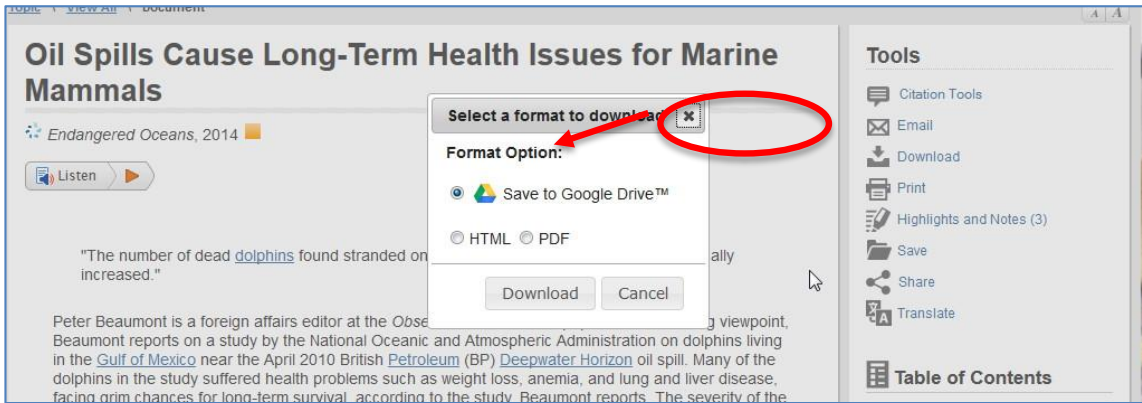 Topic \ View All \ Document
A A
Oil Spills Cause Long-Term Health Issues for Marine
Mammals
Endangered Oceans, 2014
Listen
"The number of dead dolphins found stranded on ally
increased."
Peter Beaumont is a foreign affairs editor at the Obse g viewpoint,
Beaumont reports on a study by the National Oceanic and Atmospheric Administration on dolphins living
in the Gulf of Mexico near the April 2010 British Petroleum (BP) Deepwater Horizon oil spill. Many of the
dolphins in the study suffered health problems such as weight loss, anemia, and lung and liver disease,
facing grim chances for long-term survival, according to the study, Beaumont reports. The severity of the
Select a format to download
Format Option:
Save to Google Drive™
HTML PDF
Download Cancel
Tools
Citation Tools
Email
Download
Print
Highlights and Notes (3)
Save
Share
Translate
Table of Contents